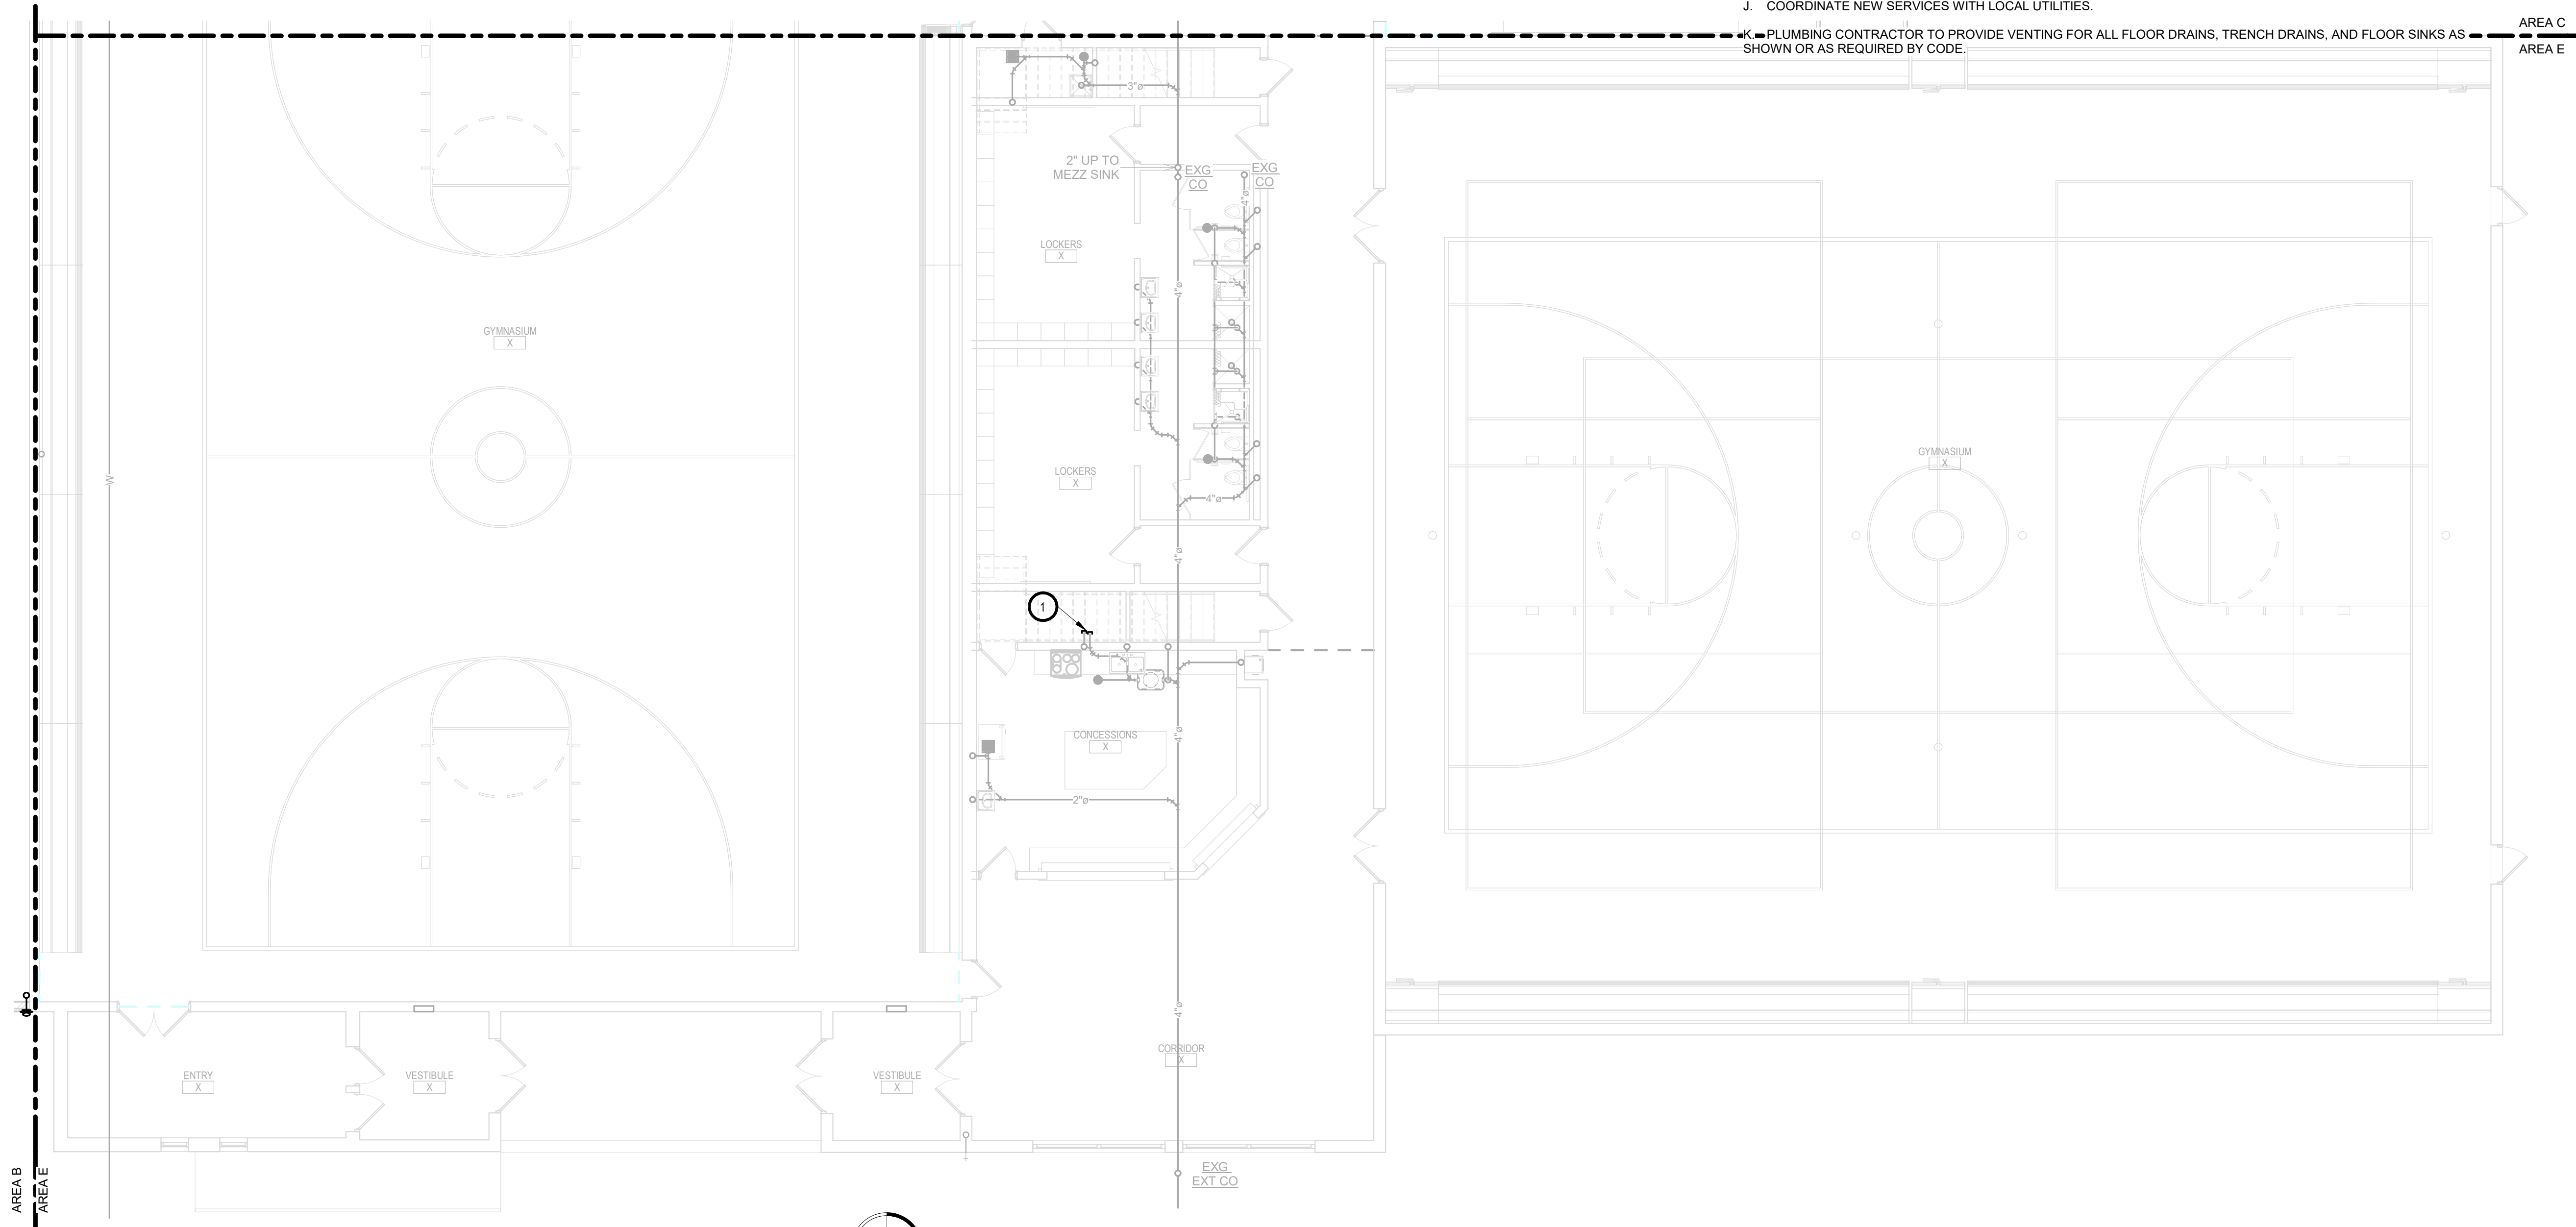 J. COORDINATE NEW SERVICES WITH LOCAL UTILITIES.
AREA C
K. PLUMBING CONTRACTOR TO PROVIDE VENTING FOR ALL FLOOR DRAINS, TRENCH DRAINS, AND FLOOR SINKS AS
SHOWN OR AS REQUIRED BY CODE.
AREA E
3"ø
2" UP TO
MEZZ SINK
EXG
CO
EXG
CO
4"ø
LOCKERS
X
4"ø
GYMNASIUM
X
GYMNASIUM
X
LOCKERS
X
W
4"ø
4"ø
1
CONCESSIONS
X
4"ø
2"ø
4"ø
CORRIDOR
X
ENTRY
X
VESTIBULE
X
VESTIBULE
X
EXG
EXT CO
AREA B
AREA E